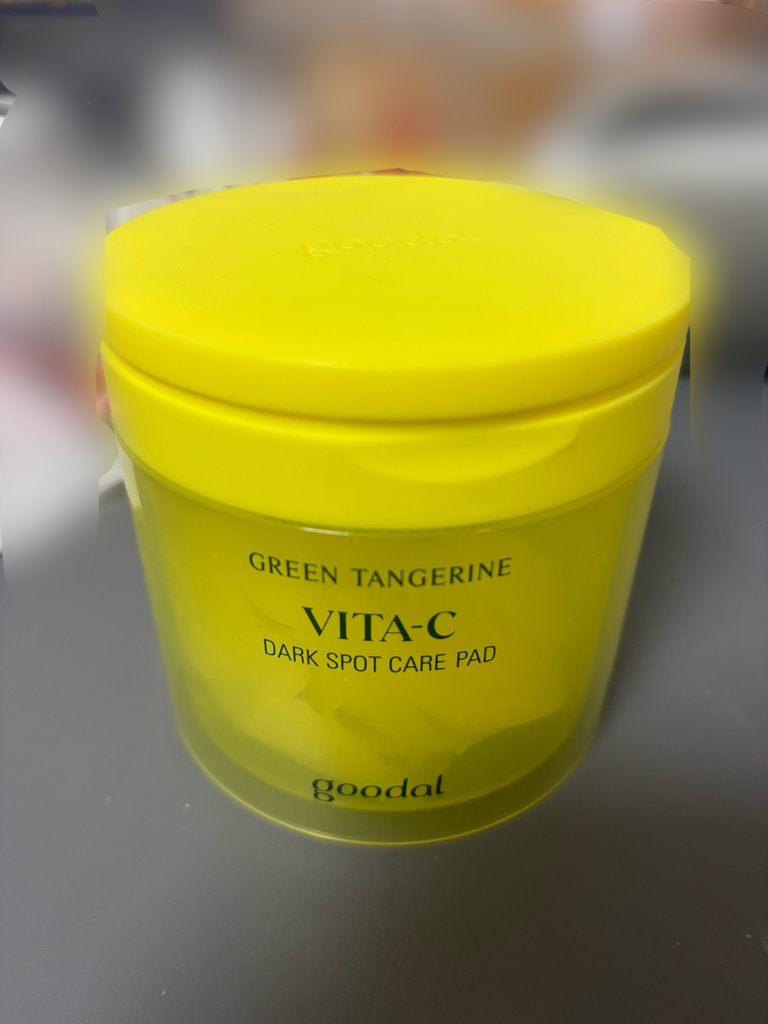 goodal
GREEN TANGERINE
VITA-C
DARK SPOT CARE PAD
goodal